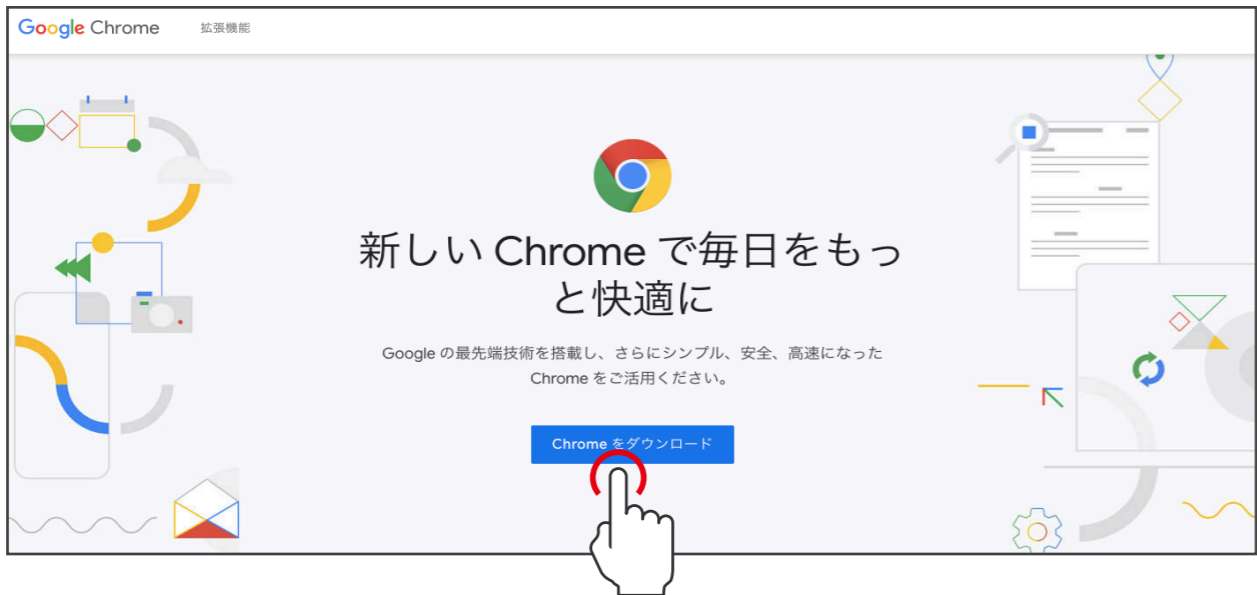 Google Chrome 拡張機能
新しい Chrome で毎日をもっ
と快適に
Google の最先端技術を搭載し、さらにシンプル、安全、高速になった
Chrome をご活用ください。
Chrome をダウンロード